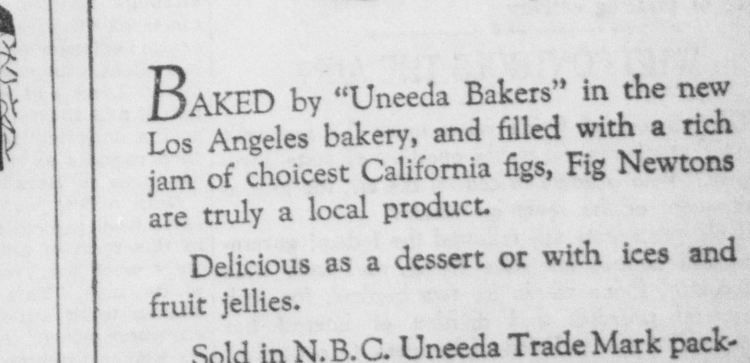 BAKED by “Uneeda Bakers” in the new
Los Angeles bakery, and filled with a rich
jam of choicest California figs, Fig Newtons
are truly a local product.
Delicious as a dessert or with ices and
fruit jellies.
Sold in N.B.C. Uneeda Trade Mark pack-